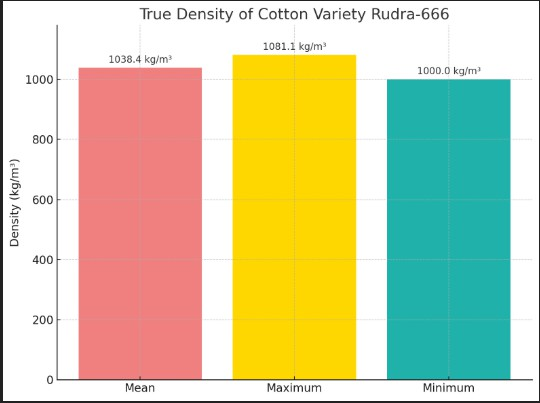 True Density of Cotton Variety Rudra-666
1038.4 kg/m³
1081.1 kg/m³
1000.0 kg/m³
Density (kg/m³)
1000
800
600
400
200
0
Mean
Maximum
Minimum